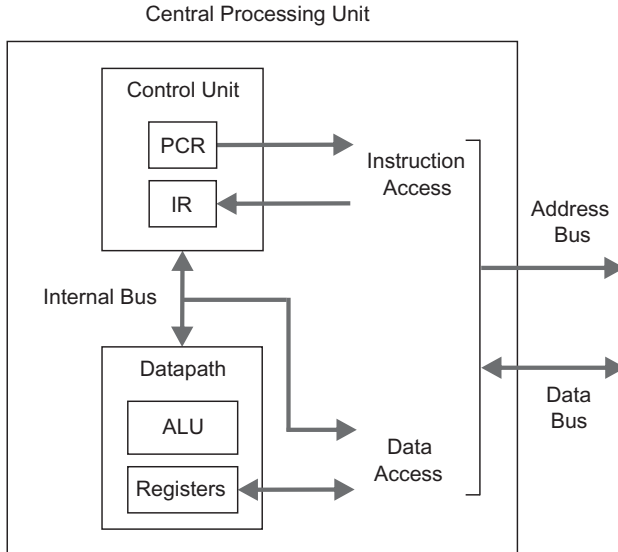 Central Processing Unit
Control Unit
PCR
IR
Instruction
Access
Address
Bus
Internal Bus
Datapath
ALU
Registers
Data
Access
Data
Bus